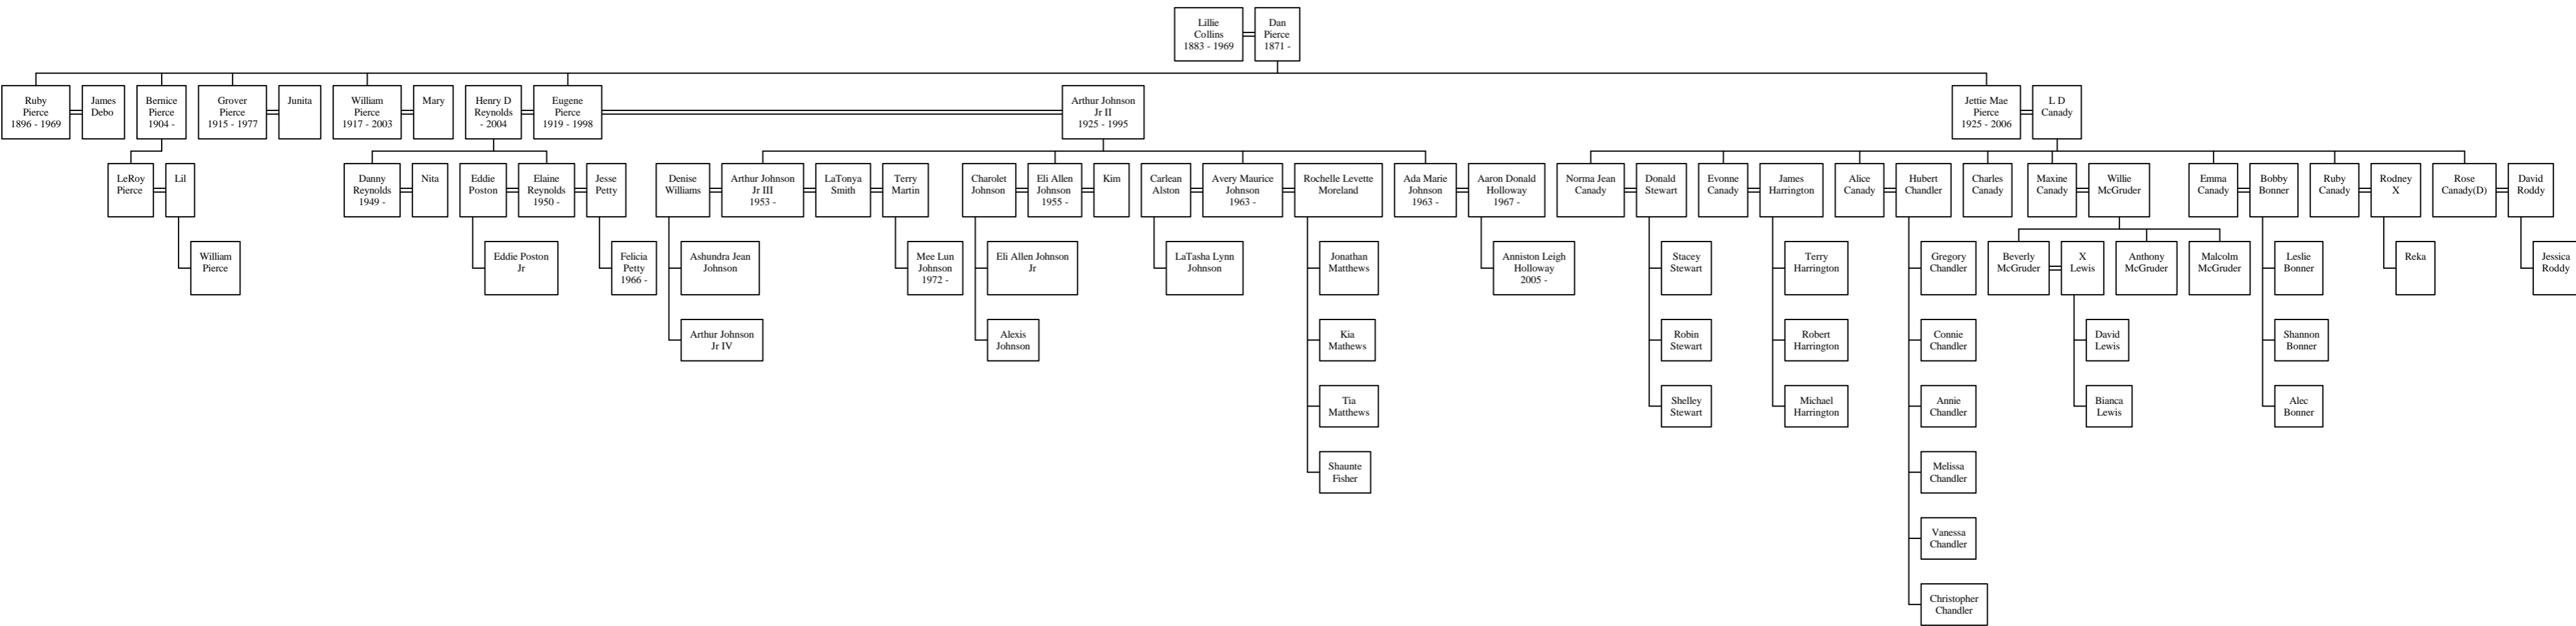 Lillie
Collins
1883 - 1969
Dan
Pierce
1871 -
Ruby
Pierce
1896 - 1969
James
Debo
Bernice
Pierce
1904 -
Grover
Pierce
1915 - 1977
Junita
William
Pierce
1917 - 2003
Mary
Henry D
Reynolds
- 2004
Eugene
Pierce
1919 - 1998
Arthur Johnson
Jr II
1925 - 1995
Jettie Mae
Pierce
1925 - 2006
L D
Canady
LeRoy
Pierce
Lil
Danny
Reynolds
1949 -
Nita
Eddie
Poston
Elaine
Reynolds
1950 -
Jesse
Petty
Denise
Williams
Arthur Johnson
Jr III
1953 -
LaTonya
Smith
Terry
Martin
Charolet
Johnson
Eli Allen
Johnson
1955 -
Kim
Carlean
Alston
Avery Maurice
Johnson
1963 -
Rochelle Levette
Moreland
Ada Marie
Johnson
1963 -
Aaron Donald
Holloway
1967 -
Norma Jean
Canady
Donald
Stewart
Evonne
Canady
James
Harrington
Alice
Canady
Hubert
Chandler
Charles
Canady
Maxine
Canady
Willie
McGruder
Emma
Canady
Bobby
Bonner
Ruby
Canady
Rodney
X
Rose
Canady(D)
David
Roddy
William
Pierce
Eddie Poston
Jr
Felicia
Petty
1966 -
Ashundra Jean
Johnson
Mee Lun
Johnson
1972 -
Eli Allen Johnson
Jr
LaTasha Lynn
Johnson
Jonathan
Matthews
Anniston Leigh
Holloway
2005 -
Stacey
Stewart
Terry
Harrington
Gregory
Chandler
Beverly
McGruder
X
Lewis
Anthony
McGruder
Malcolm
McGruder
Leslie
Bonner
Reka
Jessica
Roddy
Arthur Johnson
Jr IV
Alexis
Johnson
Kia
Mathews
Robin
Stewart
Robert
Harrington
Connie
Chandler
David
Lewis
Shannon
Bonner
Tia
Matthews
Shelley
Stewart
Michael
Harrington
Annie
Chandler
Bianca
Lewis
Alec
Bonner
Shaunte
Fisher
Melissa
Chandler
Vanessa
Chandler
Christopher
Chandler